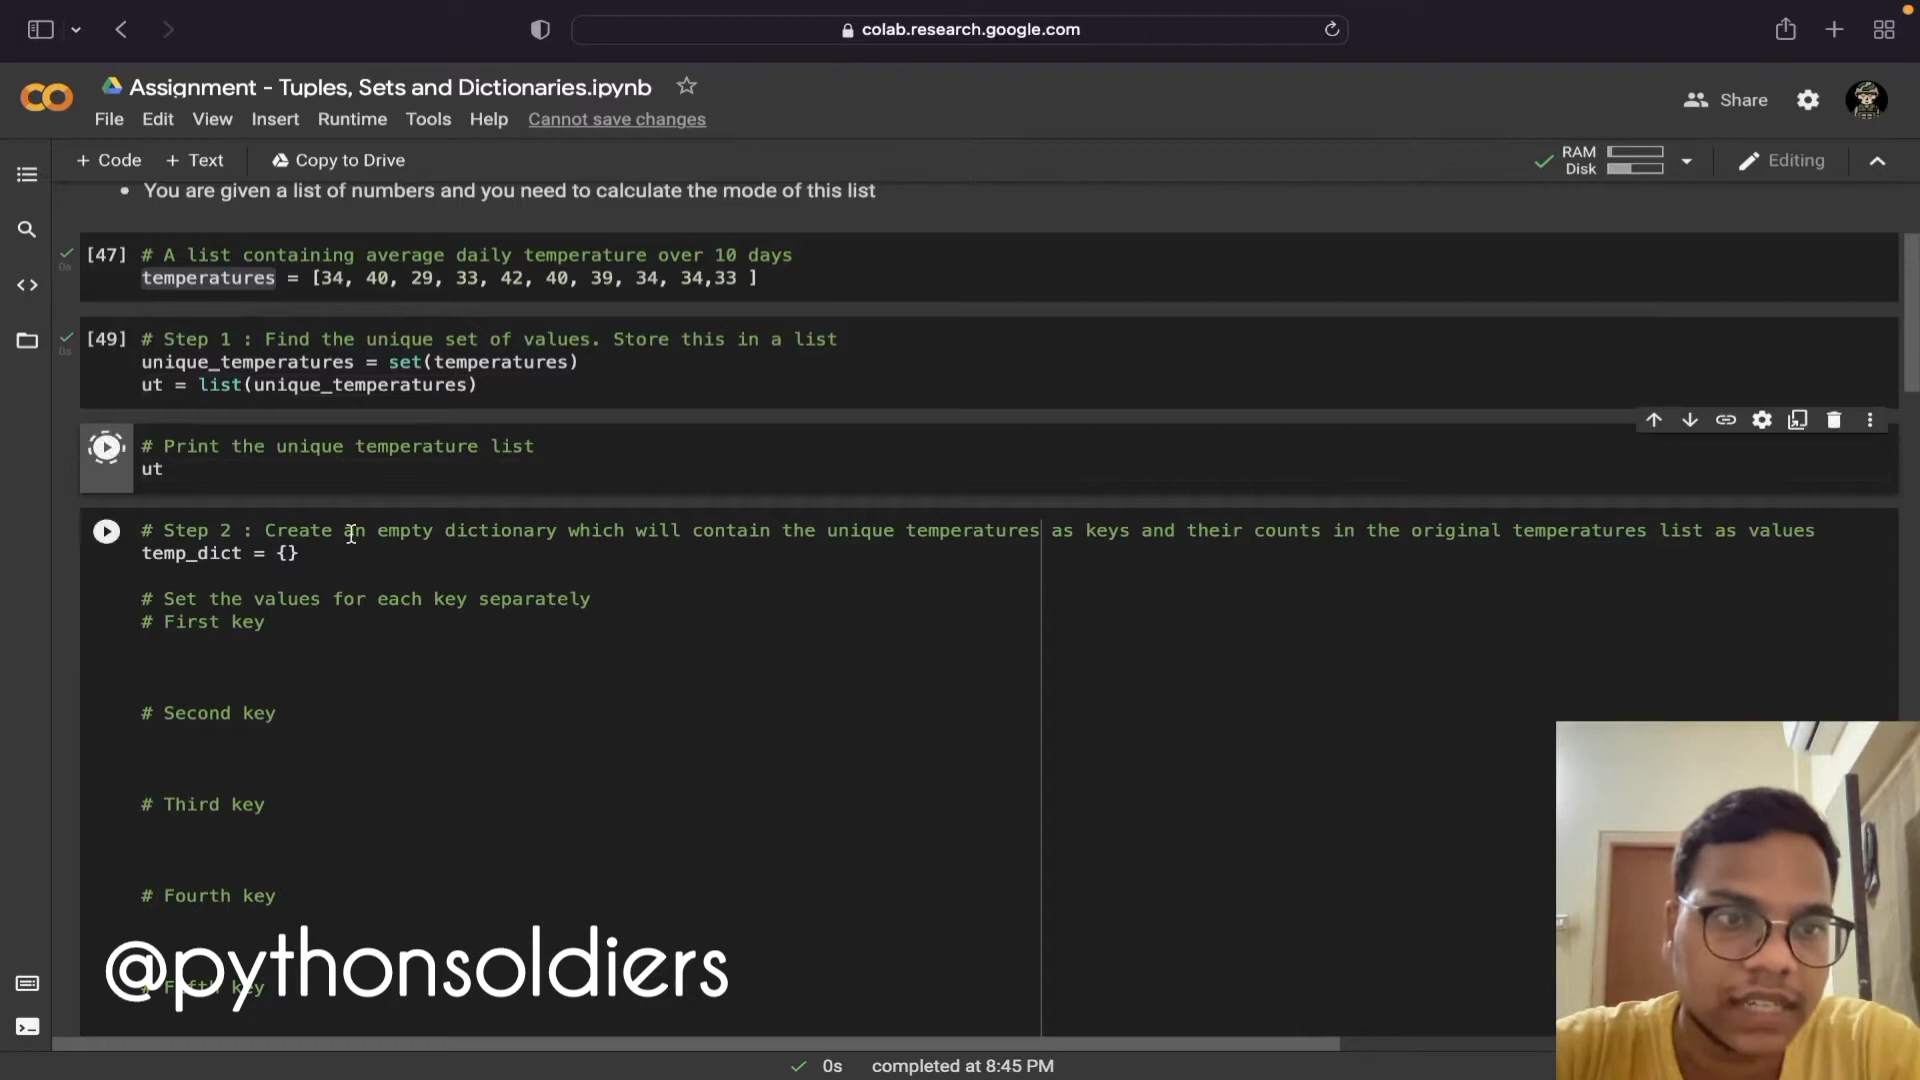 colab.research.google.com
Assignment - Tuples, Sets and Dictionaries.ipynb
File Edit View Insert Runtime Tools Help Cannot save changes
Share
+ Code + Text Copy to Drive
RAM
Disk
Editing
• You are given a list of numbers and you need to calculate the mode of this list
[47] # A list containing average daily temperature over 10 days
0s
temperatures = [34, 40, 29, 33, 42, 40, 39, 34, 34,33 ]
[49] # Step 1 : Find the unique set of values. Store this in a list
0s
unique_temperatures = set(temperatures)
ut = list(unique_temperatures)
# Print the unique temperature list
ut
# Step 2 : Create an empty dictionary which will contain the unique temperatures as keys and their counts in the original temperatures list as values
temp_dict = {}
# Set the values for each key separately
# First key
# Second key
# Third key
# Fourth key
@pythonsoldiers
# Fifth key
0s completed at 8:45 PM